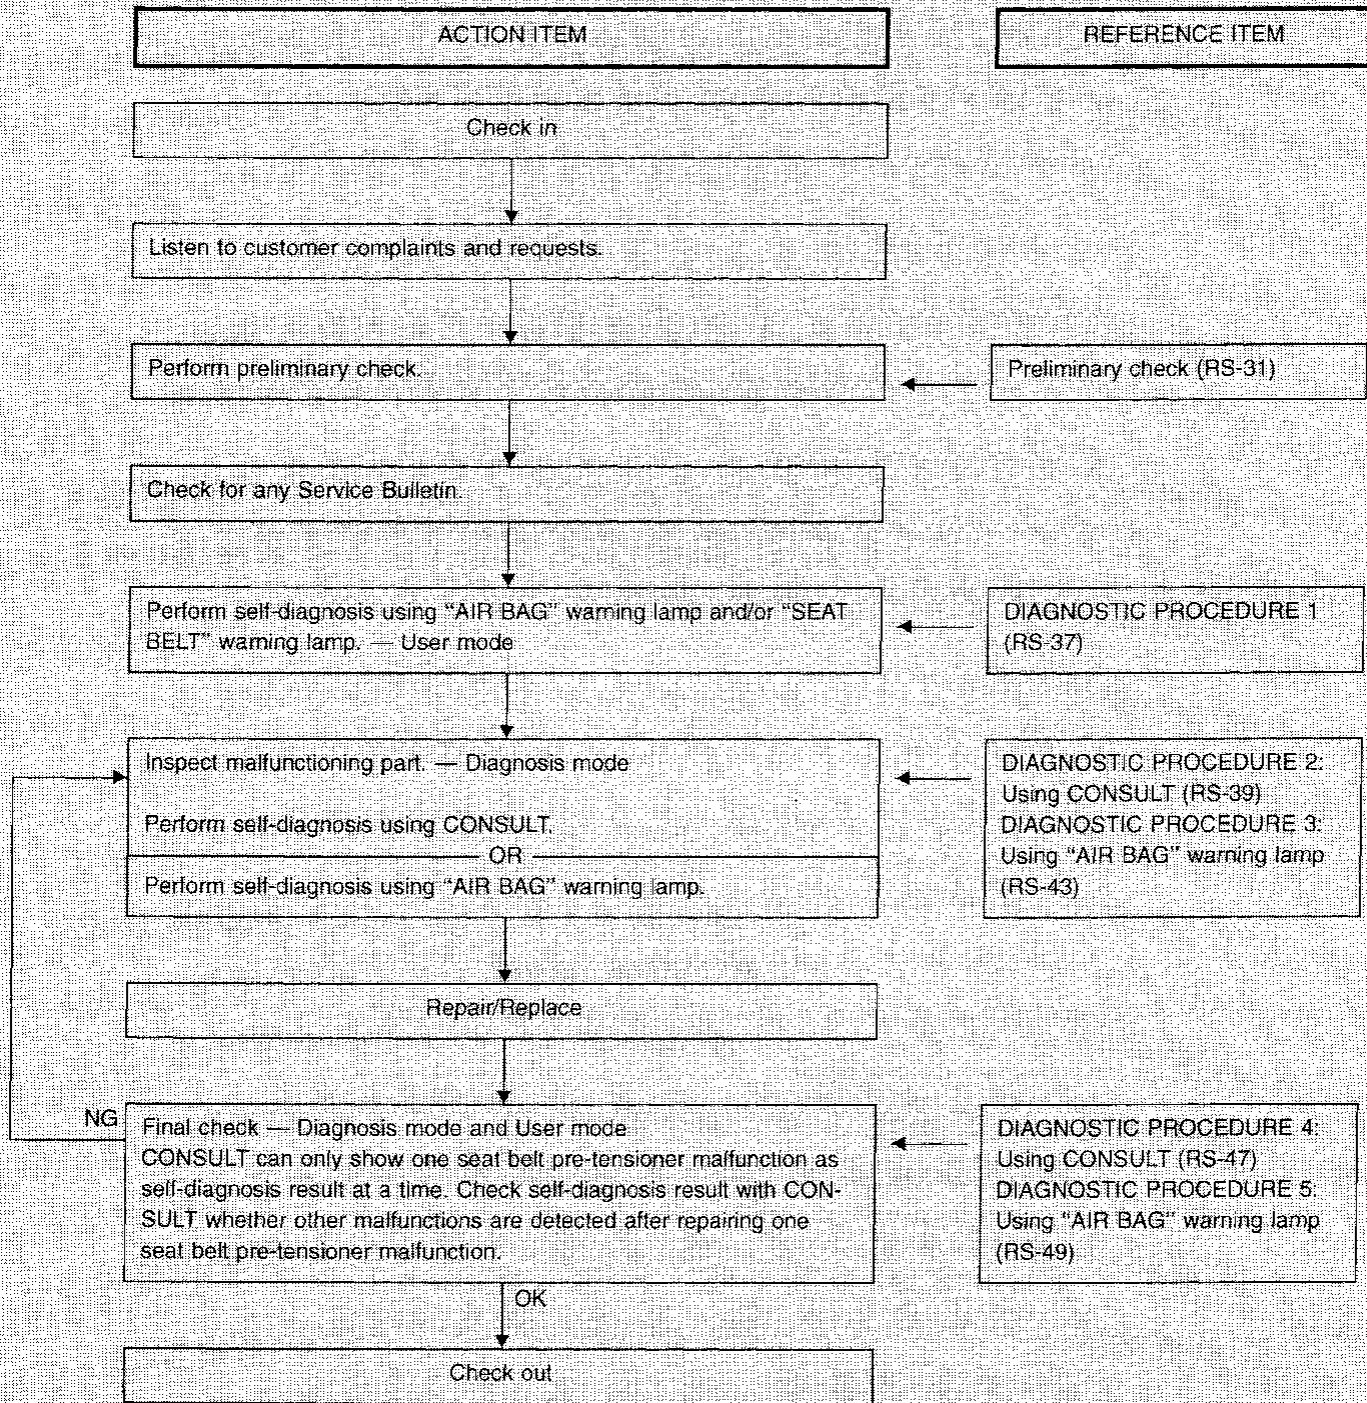 ACTION ITEM
REFERENCE ITEM
Check in
Listen to customer complaints and requests.
Perform preliminary check.
Preliminary check (RS-31)
Check for any Service Bulletin.
Perform self-diagnosis using “AIR BAG” warning lamp and/or “SEAT
BELT” warning lamp. — User mode
DIAGNOSTIC PROCEDURE 1
(RS-37)
Inspect malfunctioning part. — Diagnosis mode
Perform self-diagnosis using CONSULT.
OR
Perform self-diagnosis using “AIR BAG” warning lamp.
DIAGNOSTIC PROCEDURE 2:
Using CONSULT (RS-39)
DIAGNOSTIC PROCEDURE 3:
Using “AIR BAG” warning lamp
(RS-43)
Repair/Replace
NG
Final check — Diagnosis mode and User mode
CONSULT can only show one seat belt pre-tensioner malfunction as
self-diagnosis result at a time. Check self-diagnosis result with CON-
SULT whether other malfunctions are detected after repairing one
seat belt pre-tensioner malfunction.
DIAGNOSTIC PROCEDURE 4:
Using CONSULT (RS-47)
DIAGNOSTIC PROCEDURE 5:
Using “AIR BAG” warning lamp
(RS-49)
OK
Check out